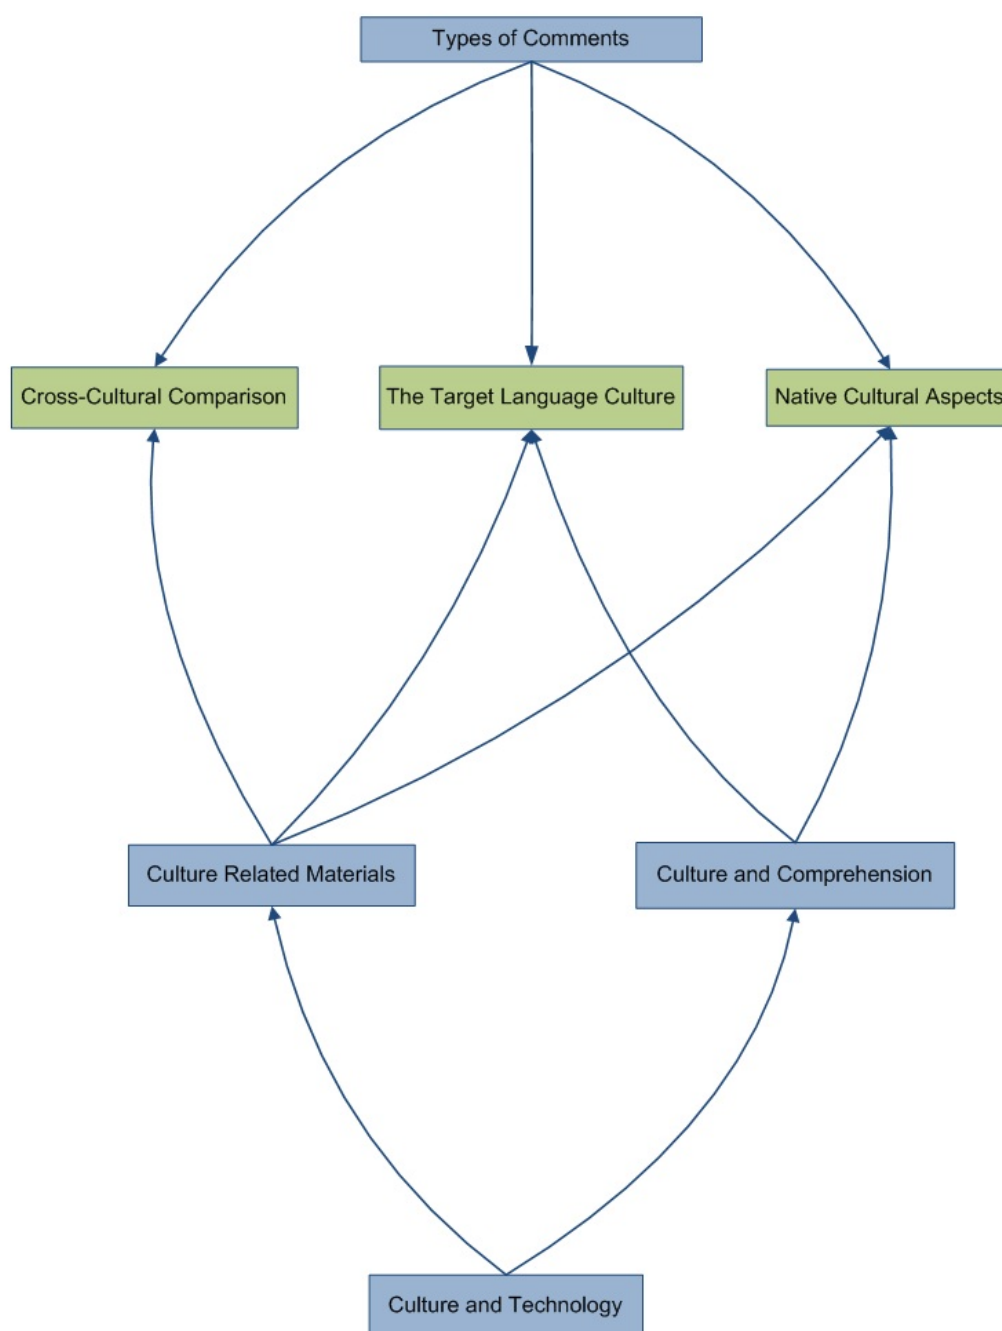 Types of Comments
Cross-Cultural Comparison
The Target Language Culture
Native Cultural Aspects
Culture Related Materials
Culture and Comprehension
Culture and Technology